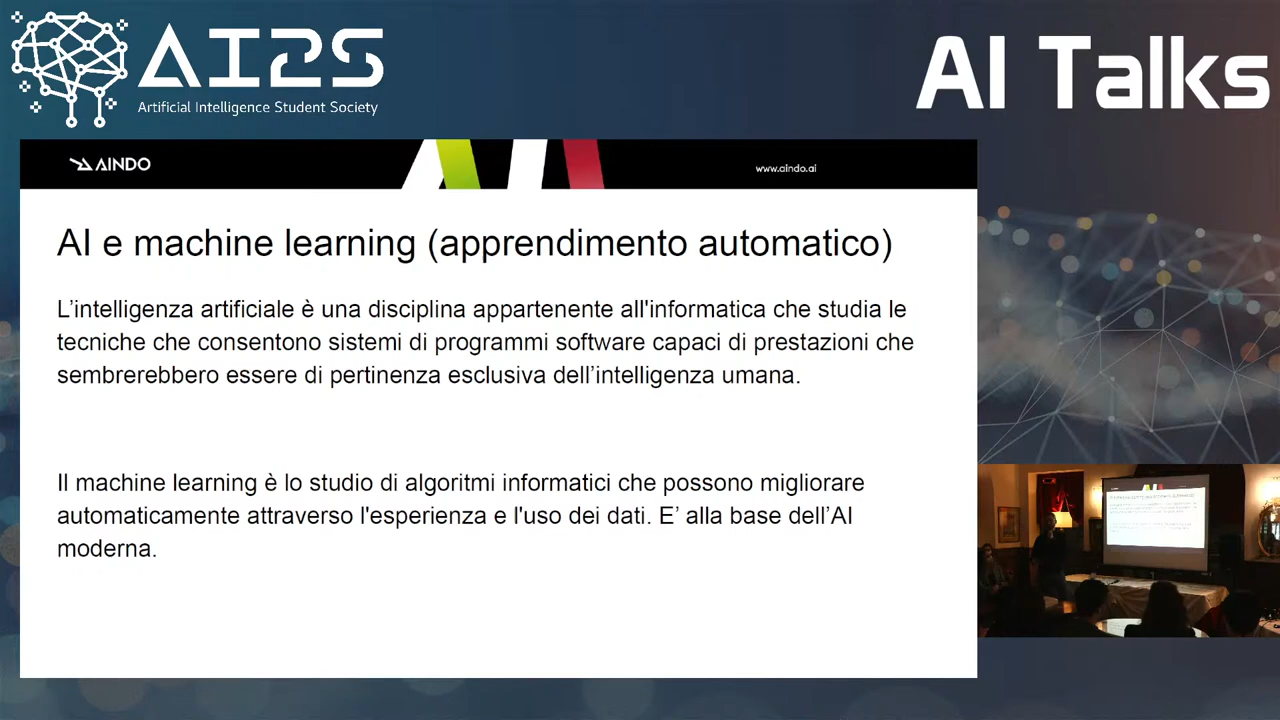 AI2S
Artificial Intelligence Student Society
AI Talks
AINDO
www.aindo.ai
AI e machine learning (apprendimento automatico)
L’intelligenza artificiale è una disciplina appartenente all'informatica che studia le
tecniche che consentono sistemi di programmi software capaci di prestazioni che
sembrerebbero essere di pertinenza esclusiva dell’intelligenza umana.
Il machine learning è lo studio di algoritmi informatici che possono migliorare
automaticamente attraverso l'esperienza e l'uso dei dati. E’ alla base dell’AI
moderna.